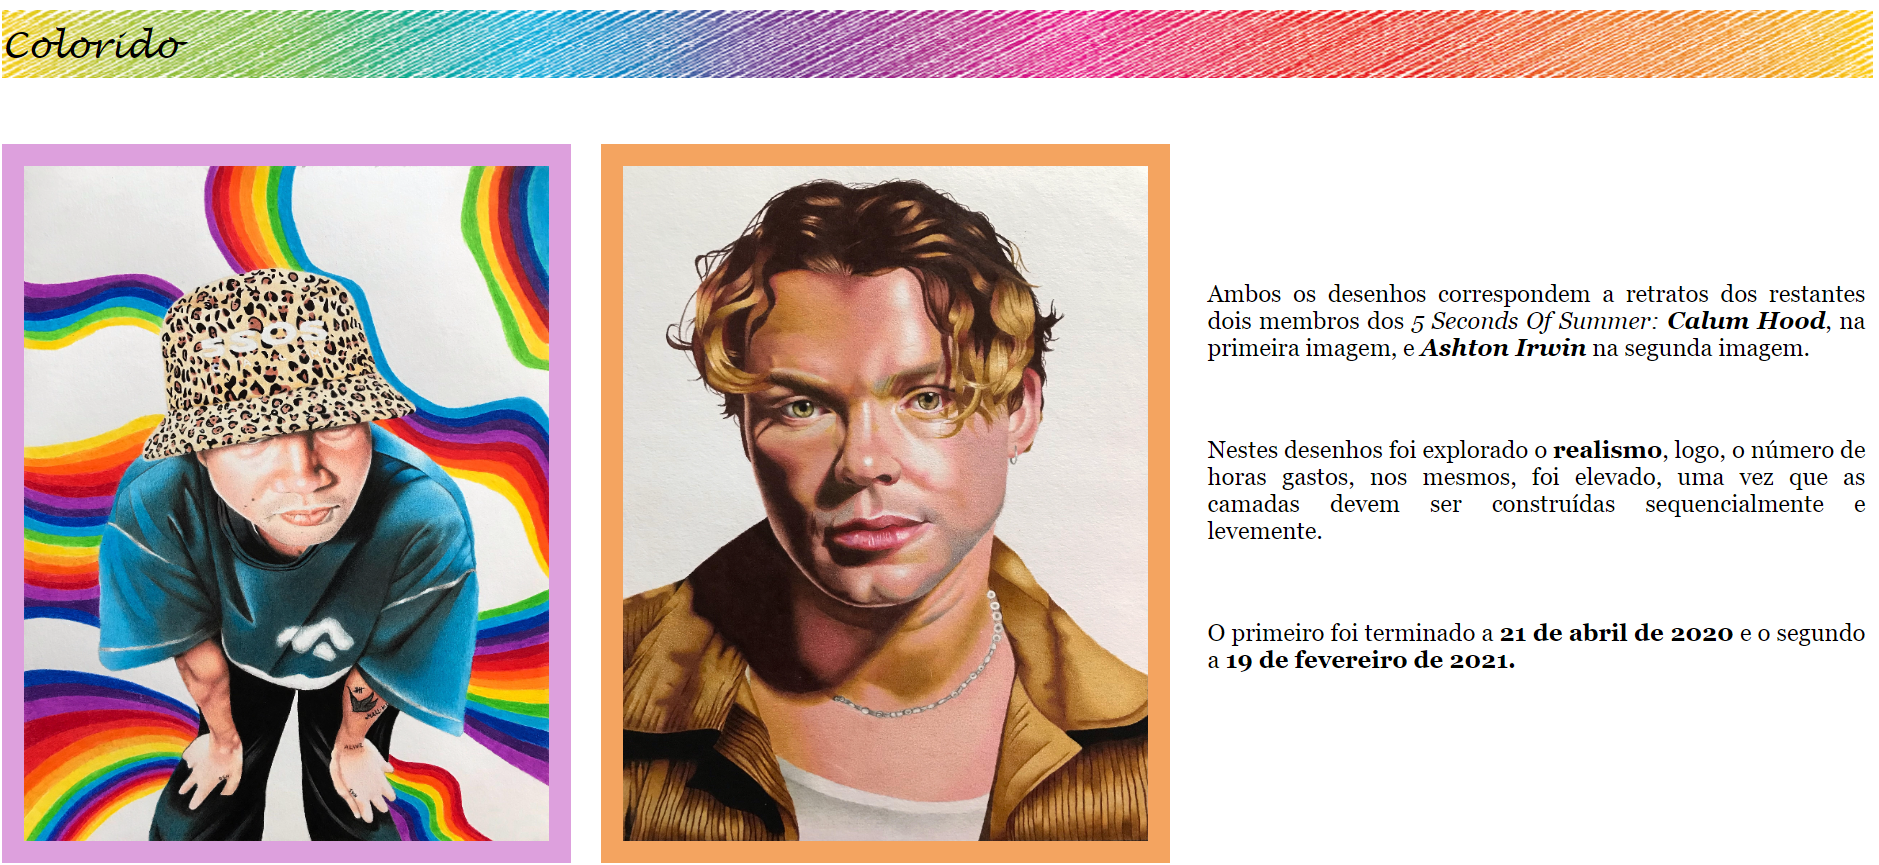 Colorido
5SOS
ALIVE
Ambos os desenhos correspondem a retratos dos restantes
dois membros dos 5 Seconds Of Summer: Calum Hood, na
primeira imagem, e Ashton Irwin na segunda imagem.
Nestes desenhos foi explorado o realismo, logo, o número de
horas gastos, nos mesmos, foi elevado, uma vez que as
camadas devem ser construídas sequencialmente e
levemente.
O primeiro foi terminado a 21 de abril de 2020 e o segundo
a 19 de fevereiro de 2021.